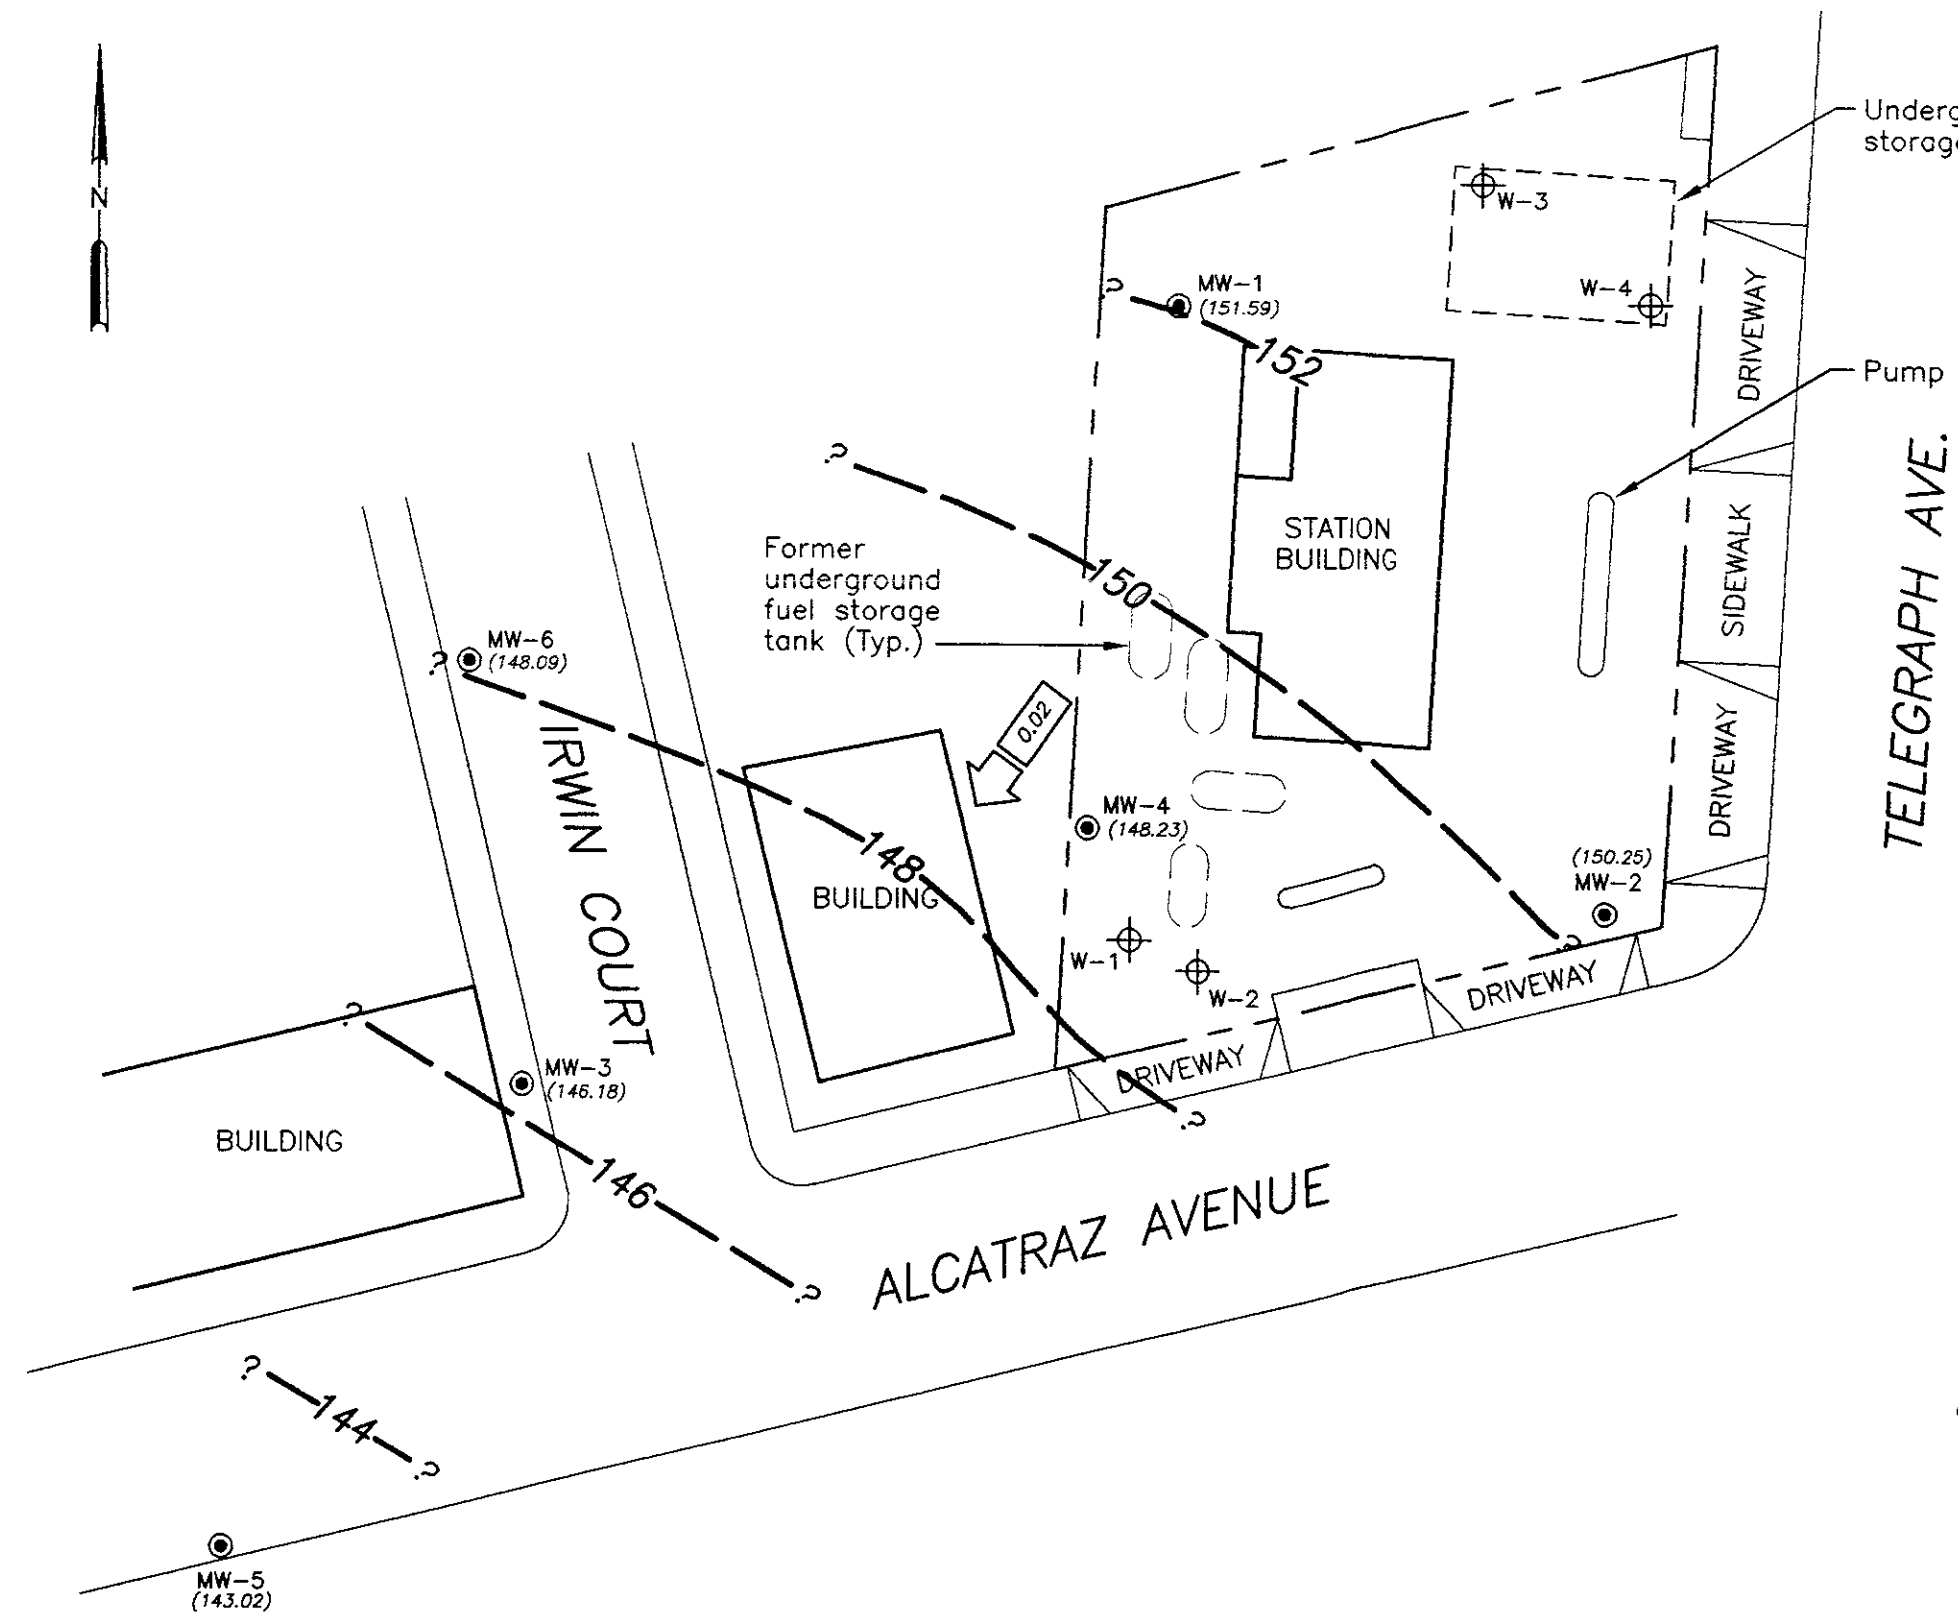 N
Underg
storag
W-3
MW-1
(151.59)
W-4
152
DRIVEWAY
Pump
?
?
TELEGRAPH AVE.
STATION
BUILDING
SIDEWALK
Former
underground
fuel storage
tank (Typ.)
150
MW-6
(148.09)
?
0.02
DRIVEWAY
IRWIN COURT
MW-4
(148.23)
148
BUILDING
(150.25)
MW-2
?
W-1
W-2
DRIVEWAY
?
MW-3
(146.18)
DRIVEWAY
?
BUILDING
146
?
ALCATRAZ AVENUE
?
144
?
MW-5
(143.02)